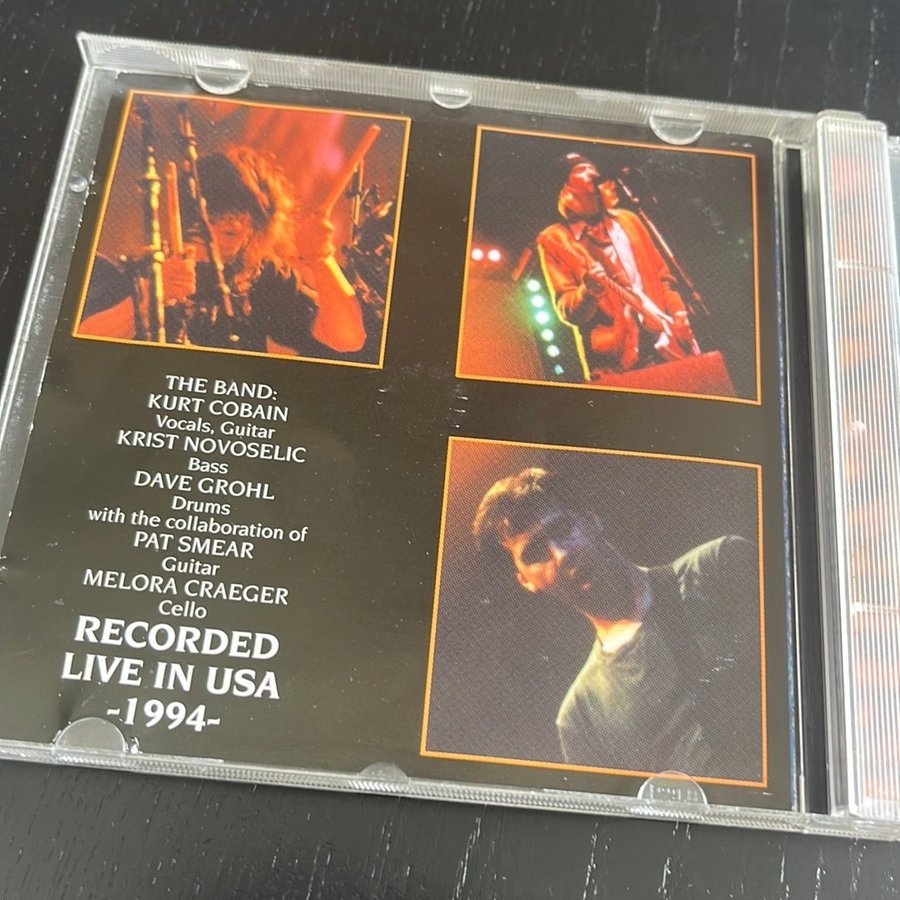 THE BAND:
KURT COBAIN
Vocals, Guitar
KRIST NOVOSELIC
Bass
DAVE GROHL
Drums
with the collaboration of
PAT SMEAR
Guitar
MELORA CRAEGER
Cello
RECORDED
LIVE IN USA
-1994-